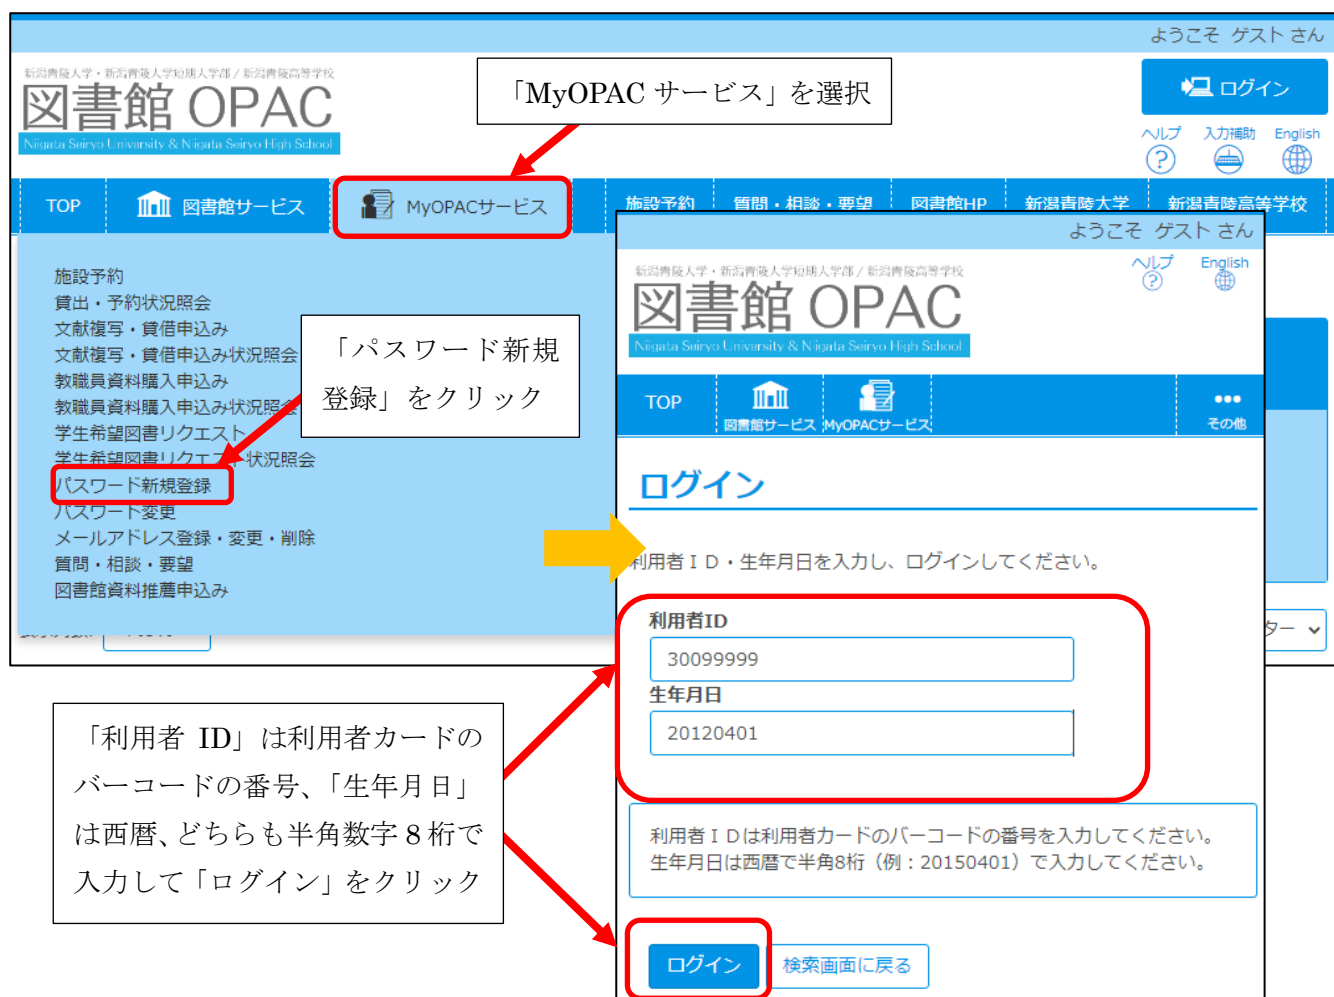 ようこそ ゲスト さん
新潟青陵大学・新潟青陵大学短期大学部 / 新潟青陵高等学校
図書館 OPAC
Niigata Seiryo University & Niigata Seiryo High School
「MyOPAC サービス」を選択
ログイン
ヘルプ 入力補助 English
TOP 図書館サービス MyOPACサービス 施設予約 質問・相談・要望 図書館HP 新潟青陵大学 新潟青陵高等学校
施設予約
貸出・予約状況照会
文献複写・貸借申込み
文献複写・貸借申込み状況照会
教職員資料購入申込み
教職員資料購入申込み状況照会
学生希望図書リクエスト
学生希望図書リクエスト状況照会
パスワード新規登録
パスワード変更
メールアドレス登録・変更・削除
質問・相談・要望
図書館資料推薦申込み
「パスワード新規
登録」をクリック
ター
ようこそ ゲスト さん
新潟青陵大学・新潟青陵大学短期大学部 / 新潟青陵高等学校
図書館 OPAC
Niigata Seiryo University & Niigata Seiryo High School
ヘルプ English
TOP 図書館サービス MyOPACサービス その他
ログイン
利用者ＩＤ・生年月日を入力し、ログインしてください。
利用者ID
30099999
生年月日
20120401
利用者ＩＤは利用者カードのバーコードの番号を入力してください。
生年月日は西暦で半角8桁（例：20150401）で入力してください。
ログイン 検索画面に戻る
「利用者 ID」は利用者カードの
バーコードの番号、「生年月日」
は西暦、どちらも半角数字 8 桁で
入力して「ログイン」をクリック